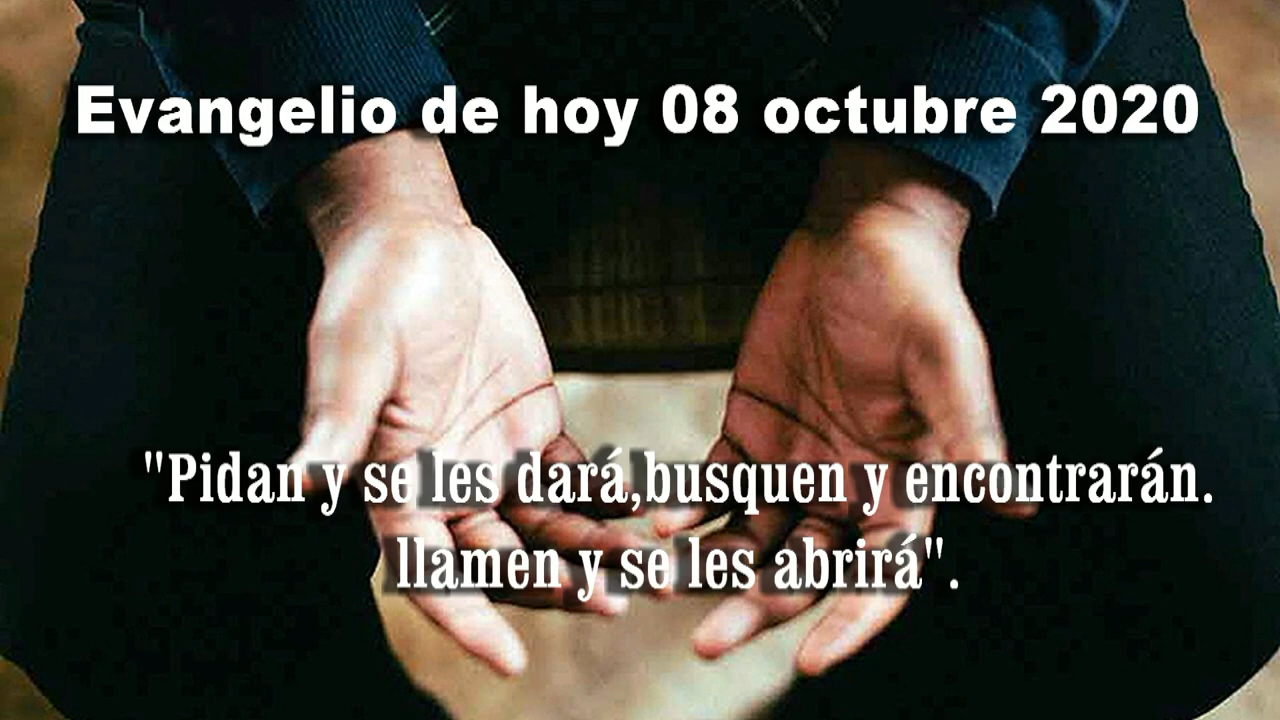 Evangelio de hoy 08 octubre 2020
"Pidan y se les dará,busquen y encontrarán.
llamen y se les abrirá".